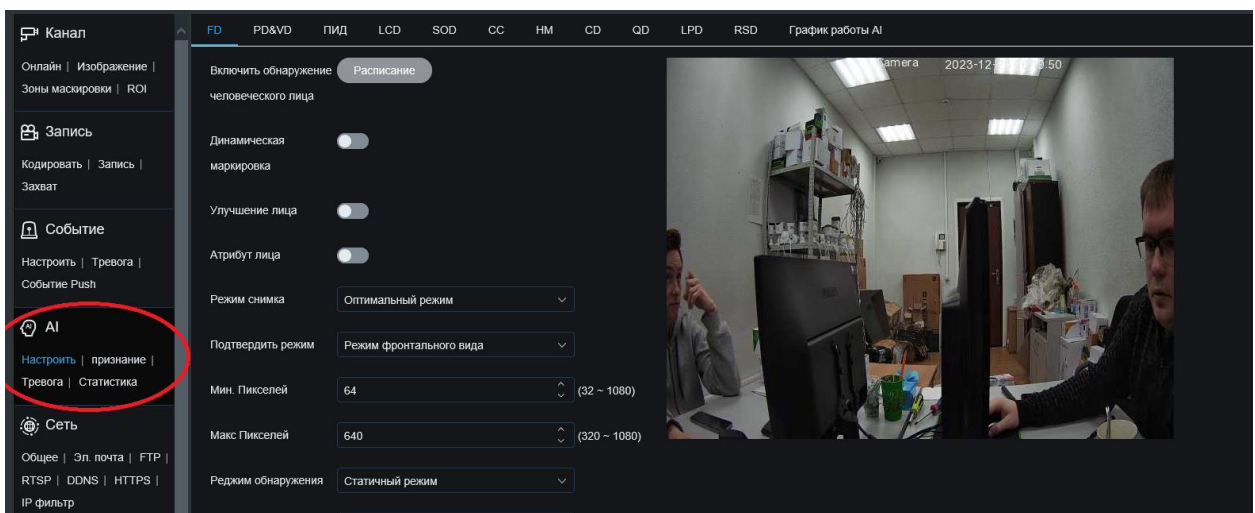 Канал
Онлайн | Изображение |
Зоны маскировки | ROI
Запись
Кодировать | Запись |
Захват
Событие
Настроить | Тревога |
Событие Push
AI
Настроить | признание |
Тревога | Статистика
Сеть
Общее | Эл. почта | FTP |
RTSP | DDNS | HTTPS |
IP фильтр
FD PD&VD ПИД LCD SOD CC HM CD QD LPD RSD График работы AI
Включить обнаружение Расписание
человеческого лица
Динамическая
маркировка
Улучшение лица
Атрибут лица
Режим снимка Оптимальный режим
Подтвердить режим Режим фронтального вида
Мин. Пикселей 64 (32 ~ 1080)
Макс Пикселей 640 (320 ~ 1080)
Реджим обнаружения Статичный режим